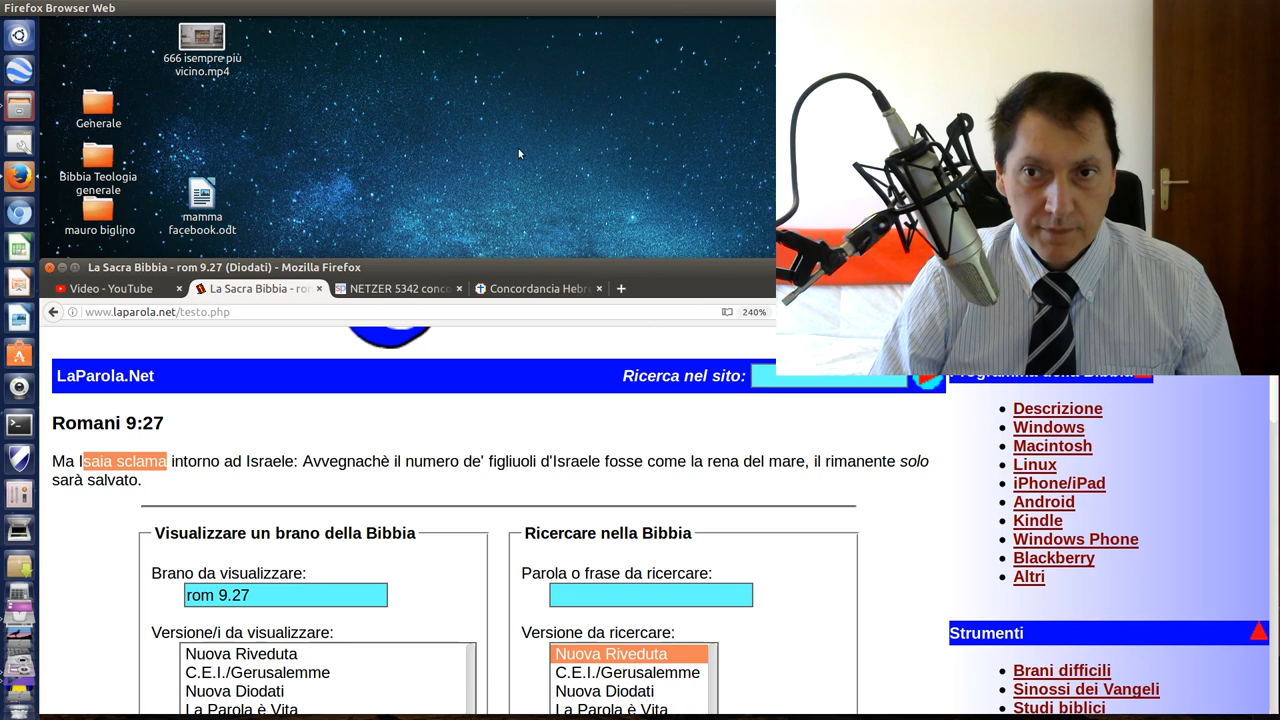 Firefox Browser Web
666 isempre più
vicino.mp4
Generale
Bibbia Teologia
generale
mamma
facebook.odt
mauro biglino
La Sacra Bibbia - rom 9.27 (Diodati) - Mozilla Firefox
Video - YouTube
La Sacra Bibbia - ro
NETZER 5342 conc
Concordancia Hebre
www.laparola.net/testo.php
240%
LaParola.Net
Ricerca nel sito:
Programma della Bibbia
Romani 9:27
Ma Isaia sclama intorno ad Israele: Avvegnachè il numero de' figliuoli d'Israele fosse come la rena del mare, il rimanente solo
sarà salvato.
Visualizzare un brano della Bibbia
Brano da visualizzare:
rom 9.27
Versione/i da visualizzare:
Nuova Riveduta
C.E.I./Gerusalemme
Nuova Diodati
La Parola è Vita
Ricercare nella Bibbia
Parola o frase da ricercare:
Versione da ricercare:
Nuova Riveduta
C.E.I./Gerusalemme
Nuova Diodati
La Parola è Vita
Descrizione
Windows
Macintosh
Linux
iPhone/iPad
Android
Kindle
Windows Phone
Blackberry
Altri
Strumenti
Brani difficili
Sinossi dei Vangeli
Studi biblici